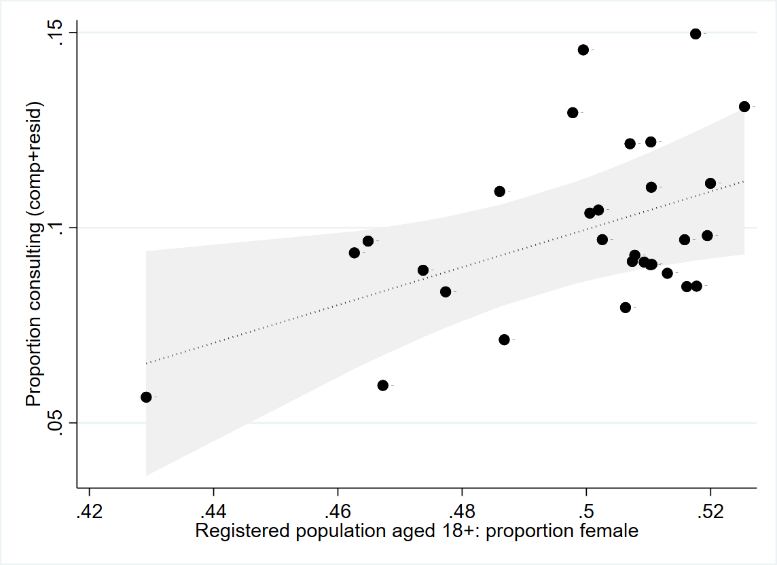 Proportion consulting (comp+resid)
.15
.1
.05
.42 .44 .46 .48 .5 .52
Registered population aged 18+: proportion female